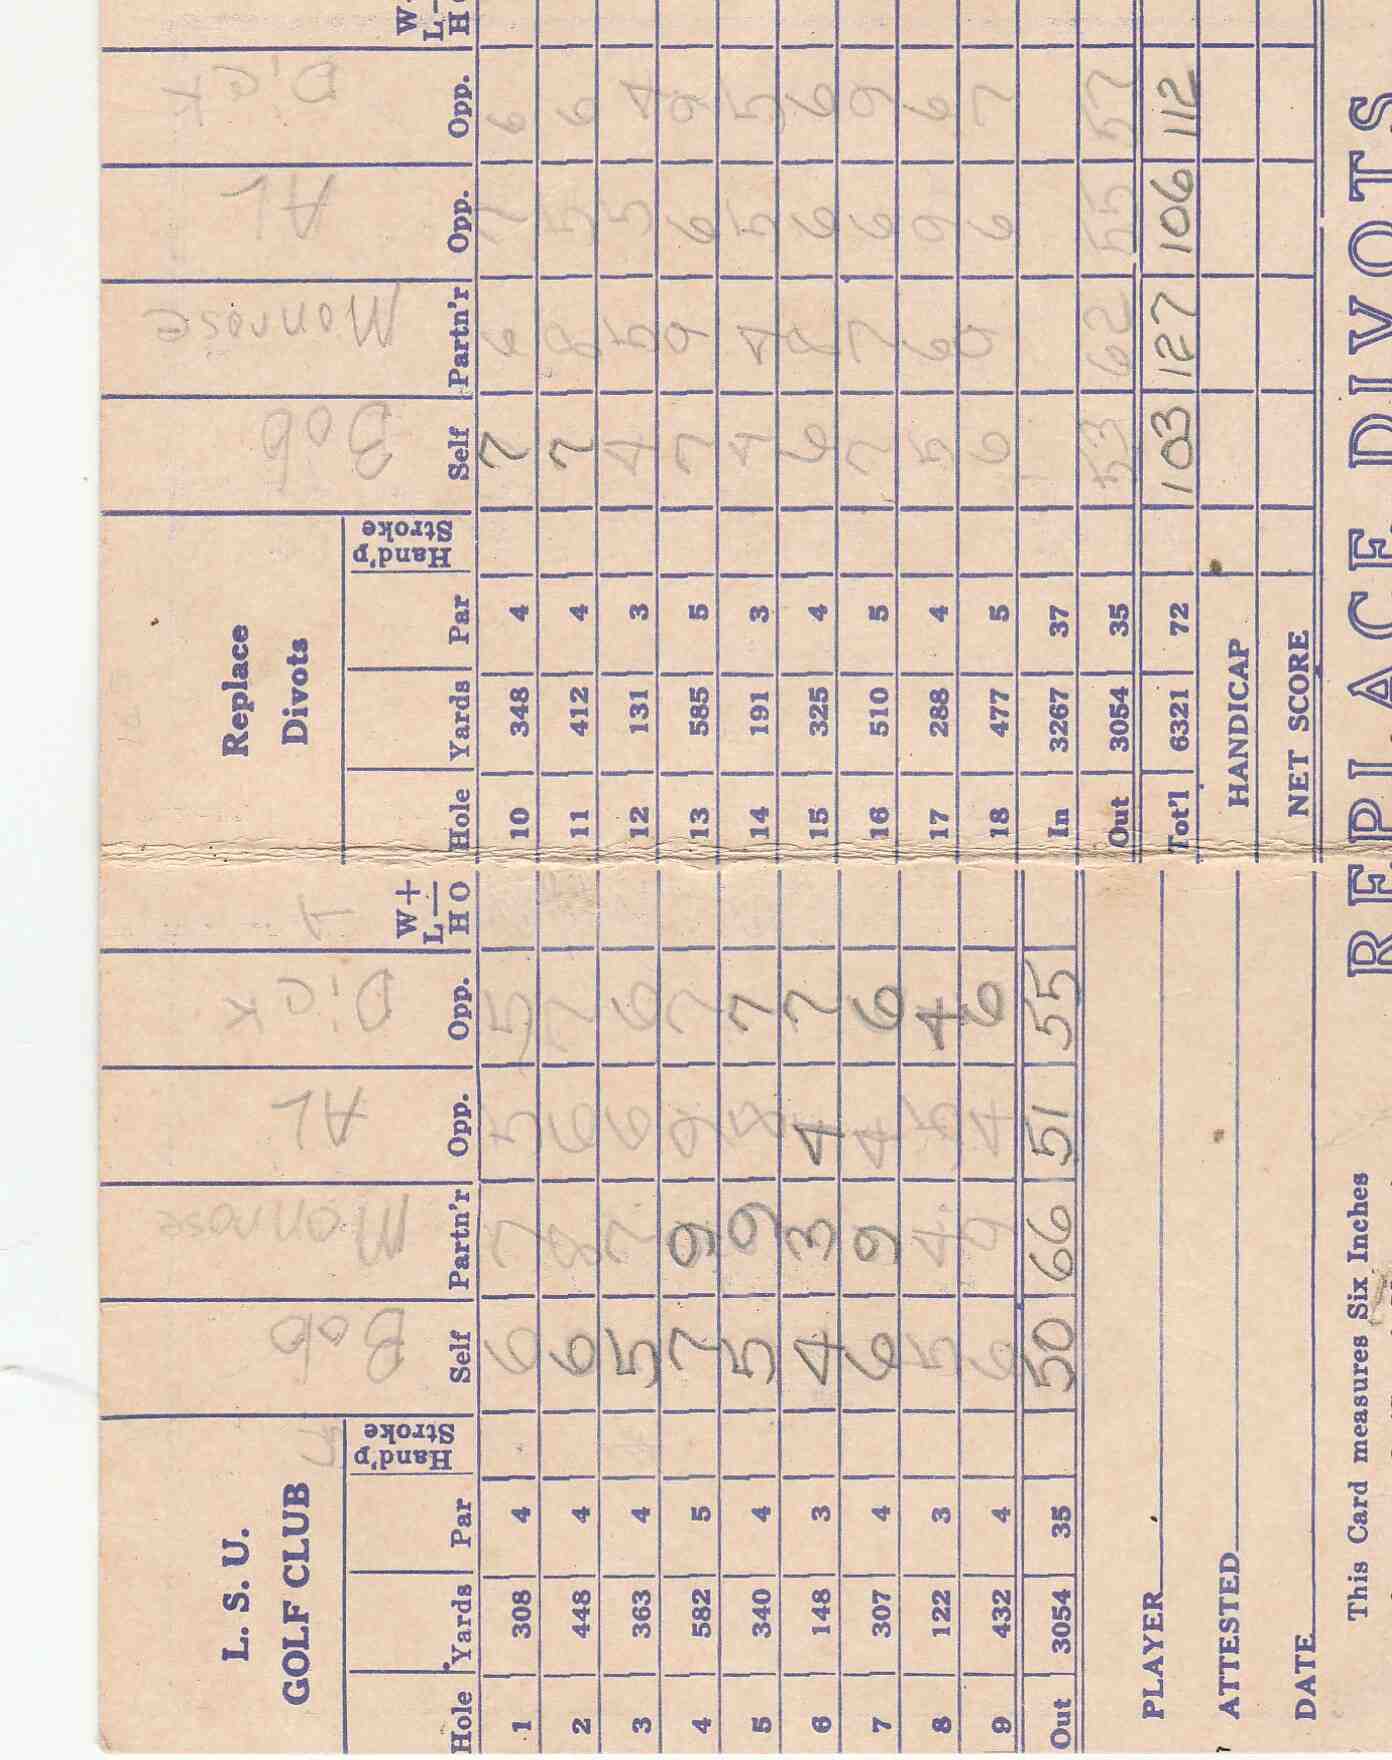 L. S. U.
GOLF CLUB
Bob Monrose AL Dick
Hole Yards Par Hand'p Stroke Self Partn'r Opp. Opp. W+ L— H O
1 308 4 6 7 5 5
2 448 4 6 8 6 7
3 363 4 5 7 6 6
4 582 5 7 9 9 7
5 340 4 5 9 8 7
6 148 3 4 3 4 7
7 307 4 6 9 4 6
8 122 3 5 4 5 4
9 432 4 6 9 4 6
Out 3054 35 50 66 51 55
PLAYER
ATTESTED
DATE
This Card measures Six Inches
Replace
Divots
Bob Monrose AL Dick
Hole Yards Par Hand'p Stroke Self Partn'r Opp. Opp. W L H
10 348 4 7 6 7 6
11 412 4 7 8 5 6
12 131 3 4 5 5 4
13 585 5 7 9 6 9
14 191 3 4 4 5 5
15 325 4 6 8 6 6
16 510 5 7 7 6 9
17 288 4 5 6 9 6
18 477 5 6 9 6 7
In 3267 37
Out 3054 35 53 62 55 57
Tot'l 6321 72 103 127 106 112
HANDICAP
NET SCORE
REPLACE DIVOTS